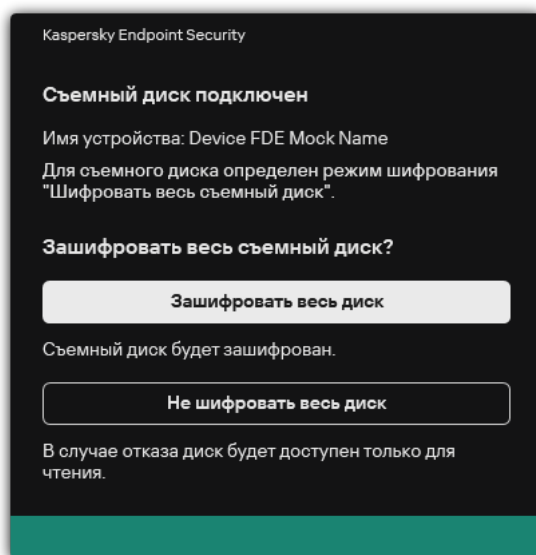 Kaspersky Endpoint Security
Съемный диск подключен
Имя устройства: Device FDE Mock Name
Для съемного диска определен режим шифрования
"Шифровать весь съемный диск".
Зашифровать весь съемный диск?
Зашифровать весь диск
Съемный диск будет зашифрован.
Не шифровать весь диск
В случае отказа диск будет доступен только для
чтения.